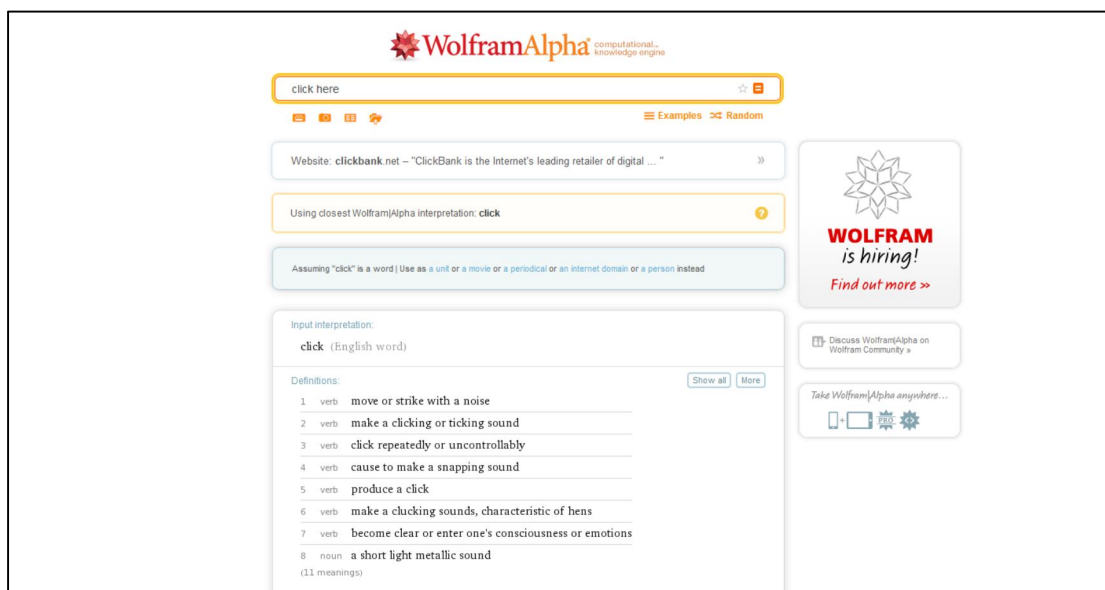 WolframAlpha computational... knowledge engine
click here
Examples Random
Website: clickbank.net – "ClickBank is the Internet's leading retailer of digital ... " »
Using closest Wolfram|Alpha interpretation: click ?
Assuming "click" is a word | Use as a unit or a movie or a periodical or an internet domain or a person instead
Input interpretation:
click (English word)
Definitions: Show all More
1 verb move or strike with a noise
2 verb make a clicking or ticking sound
3 verb click repeatedly or uncontrollably
4 verb cause to make a snapping sound
5 verb produce a click
6 verb make a clucking sounds, characteristic of hens
7 verb become clear or enter one's consciousness or emotions
8 noun a short light metallic sound
(11 meanings)
WOLFRAM
is hiring!
Find out more »
Discuss Wolfram|Alpha on
Wolfram Community »
Take Wolfram|Alpha anywhere...
PRO